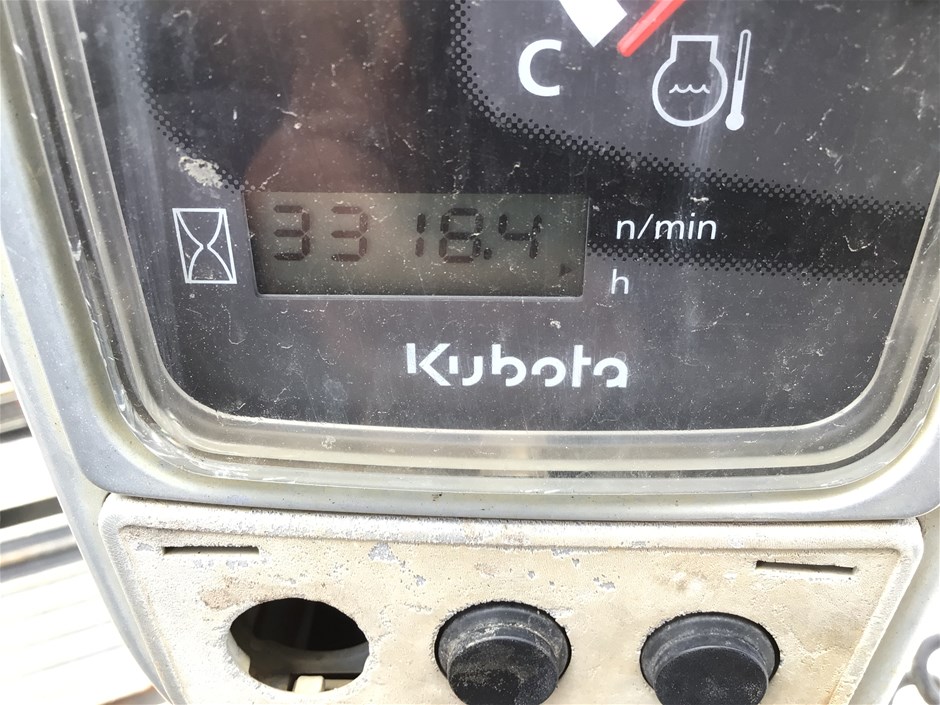 C
3318.4 n/min
h
Kubota